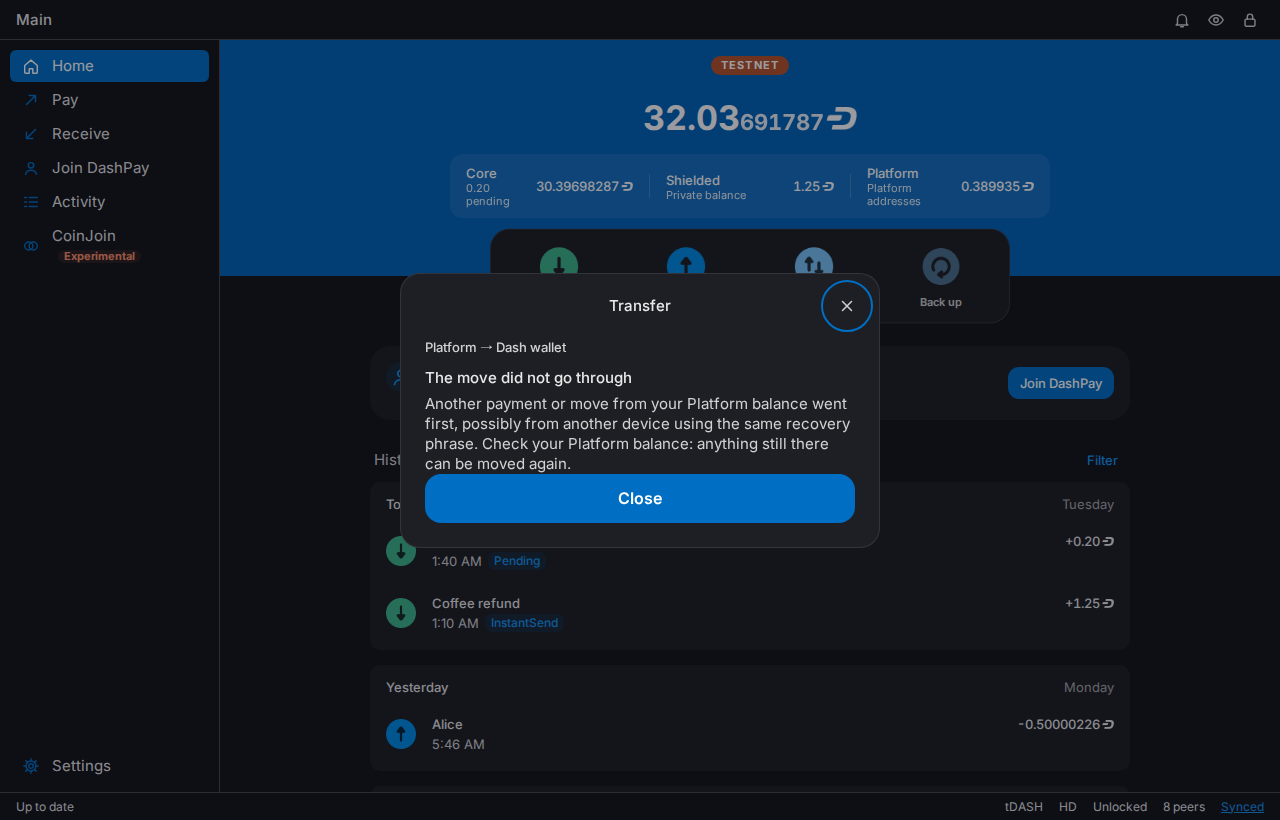 Main
Home
Pay
Receive
Join DashPay
Activity
CoinJoin
Experimental
Settings
TESTNET
32.03691787
Core
0.20
pending
30.39698287
Shielded
Private balance
1.25
Platform
Platform
addresses
0.389935
Back up
Transfer
Platform → Dash wallet
The move did not go through
Another payment or move from your Platform balance went
first, possibly from another device using the same recovery
phrase. Check your Platform balance: anything still there
can be moved again.
Close
Join DashPay
Filter
Tuesday
+0.20
1:40 AM Pending
Coffee refund
+1.25
1:10 AM InstantSend
Yesterday
Monday
Alice
-0.50000226
5:46 AM
Up to date
tDASH HD Unlocked 8 peers Synced